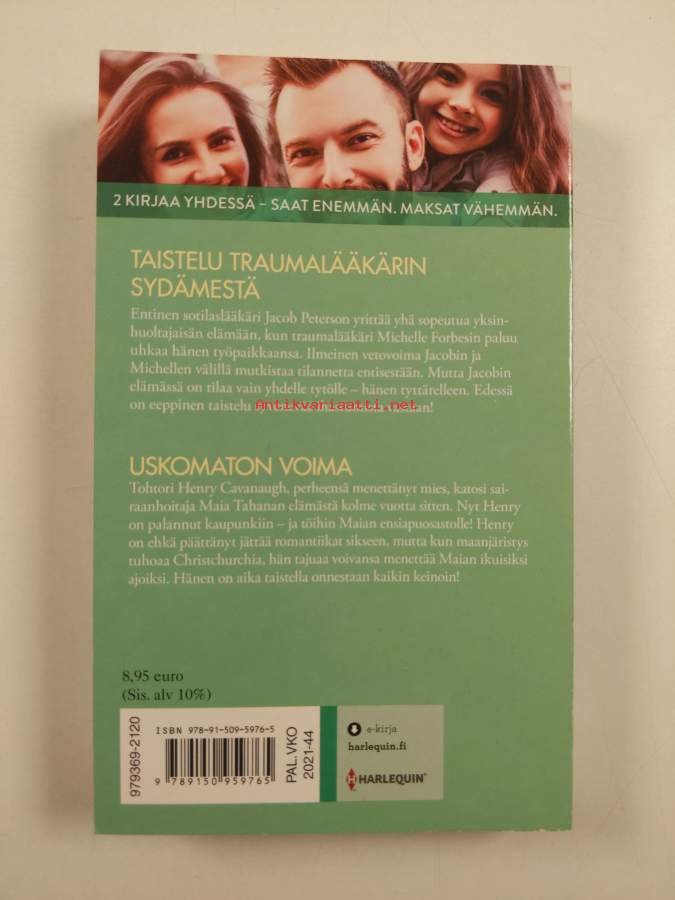 2 KIRJAA YHDESSÄ – SAAT ENEMMÄN. MAKSAT VÄHEMMÄN.
TAISTELU TRAUMALÄÄKÄRIN
SYDÄMESTÄ
Entinen sotilaslääkäri Jacob Peterson yrittää yhä sopeutua yksin-
huoltajaisän elämään, kun traumalääkäri Michelle Forbesin paluu
uhkaa hänen työpaikkaansa. Ilmeinen vetovoima Jacobin ja
Michellen välillä mutkistaa tilannetta entisestään. Mutta Jacobin
elämässä on tilaa vain yhdelle tytölle – hänen tyttärelleen. Edessä
on eeppinen taistelu
Antikvariaatti.net
USKOMATON VOIMA
Tohtori Henry Cavanaugh, perheensä menettänyt mies, katosi sai-
raanhoitaja Maia Tahanan elämästä kolme vuotta sitten. Nyt Henry
on palannut kaupunkiin – ja töihin Maian ensiapuosastolle! Henry
on ehkä päättänyt jättää romantiikat sikseen, mutta kun maanjäristys
tuhoaa Christchurchia, hän tajuaa voivansa menettää Maian ikuisiksi
ajoiksi. Hänen on aika taistella onnestaan kaikin keinoin!
8,95 euro
(Sis. alv 10%)
979369-2120
ISBN 978-91-509-5976-5
9 789150 959765
PAL.VKO
2021-44
e-kirja
harlequin.fi
HARLEQUIN